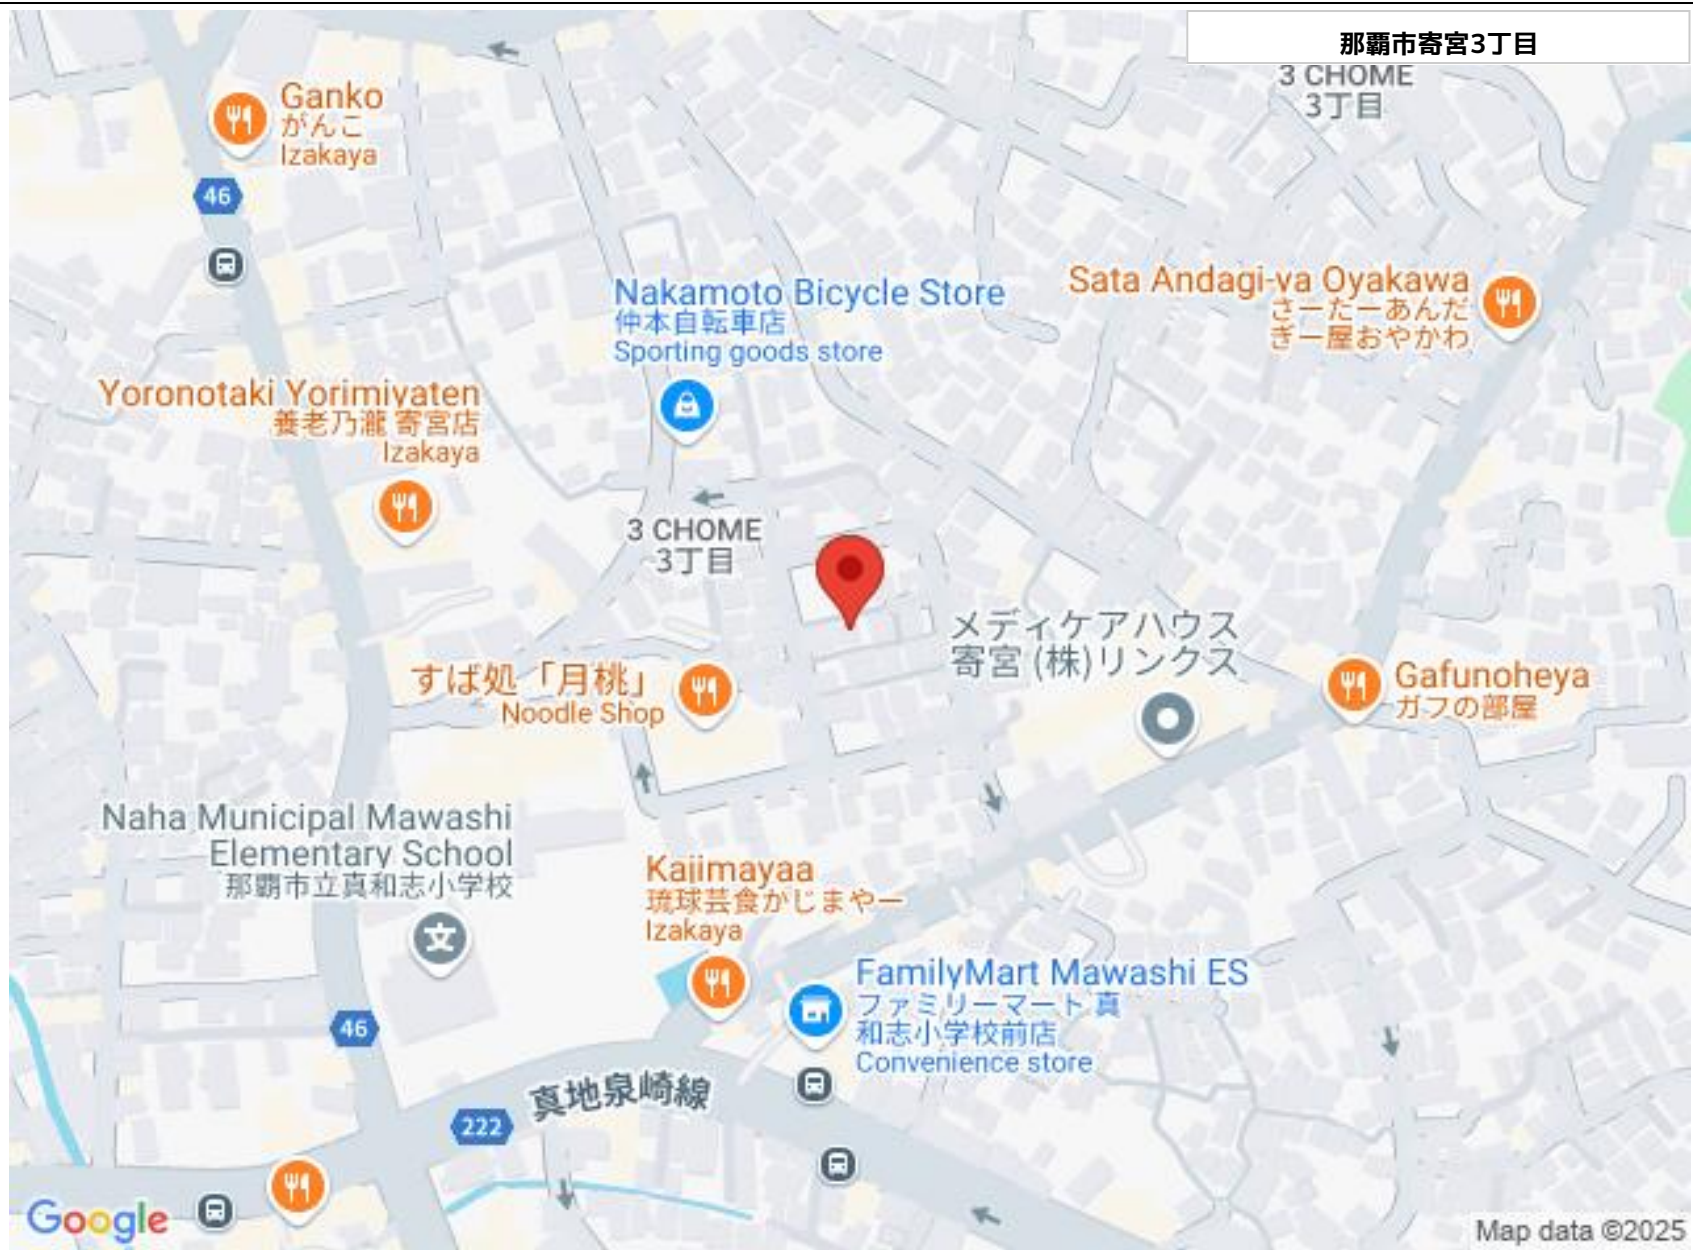 那覇市寄宮3丁目
3 CHOME
3丁目
Ganko
がんこ
Izakaya
46
Nakamoto Bicycle Store
仲本自転車店
Sporting goods store
Sata Andagi-ya Oyakawa
さーたーあんだ
ぎー屋おやかわ
Yoronotaki Yorimiyaten
養老乃瀧 寄宮店
Izakaya
3 CHOME
3丁目
メディケアハウス
寄宮 (株)リンクス
すば処「月桃」
Noodle Shop
Gafunoheya
ガフの部屋
Naha Municipal Mawashi
Elementary School
那覇市立真和志小学校
文
Kajimayaa
琉球芸食かじまやー
Izakaya
FamilyMart Mawashi ES
ファミリーマート 真
和志小学校前店
Convenience store
46
真地泉崎線
222
Google
Map data ©2025